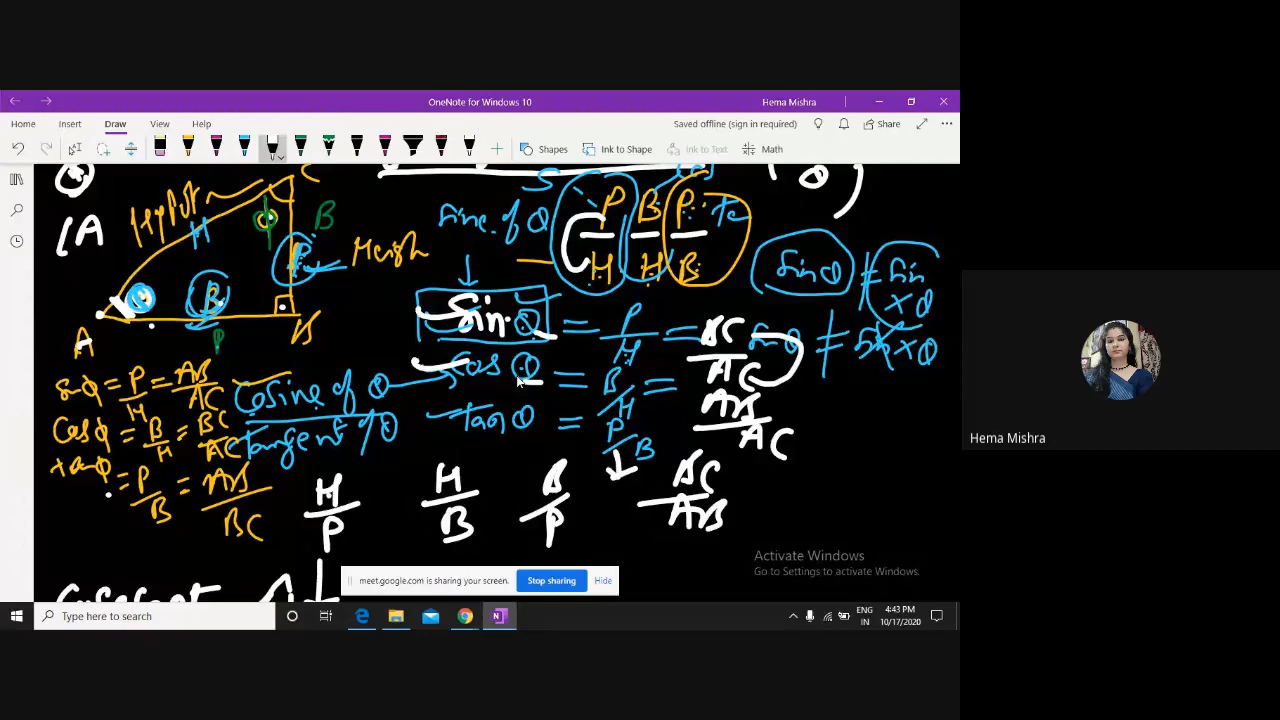 OneNote for Windows 10
Hema Mishra
Home Insert Draw View Help
Saved offline (sign in required)
Share
Shapes
Ink to Shape
Ink to Text
Math
C
(A
Hypot
H
B
P
B
P
A
B
S
Sine of θ
P/H B/H P/B
Sin θ = P/H = BC/AC
Cos θ = B/H = AB/AC
tan θ = P/B BC/AB
Sin θ ≠ Sin × θ
Sin θ ≠ Sin × θ
Sin ϕ = P/H = AB/AC
Cos ϕ = B/H = BC/AC
tan ϕ = P/B = AB/BC
Cosine of θ
tangent of θ
H/P H/B B/P
meet.google.com is sharing your screen.
Stop sharing
Hide
Activate Windows
Go to Settings to activate Windows.
Type here to search
ENG
IN
4:43 PM
10/17/2020
Hema Mishra